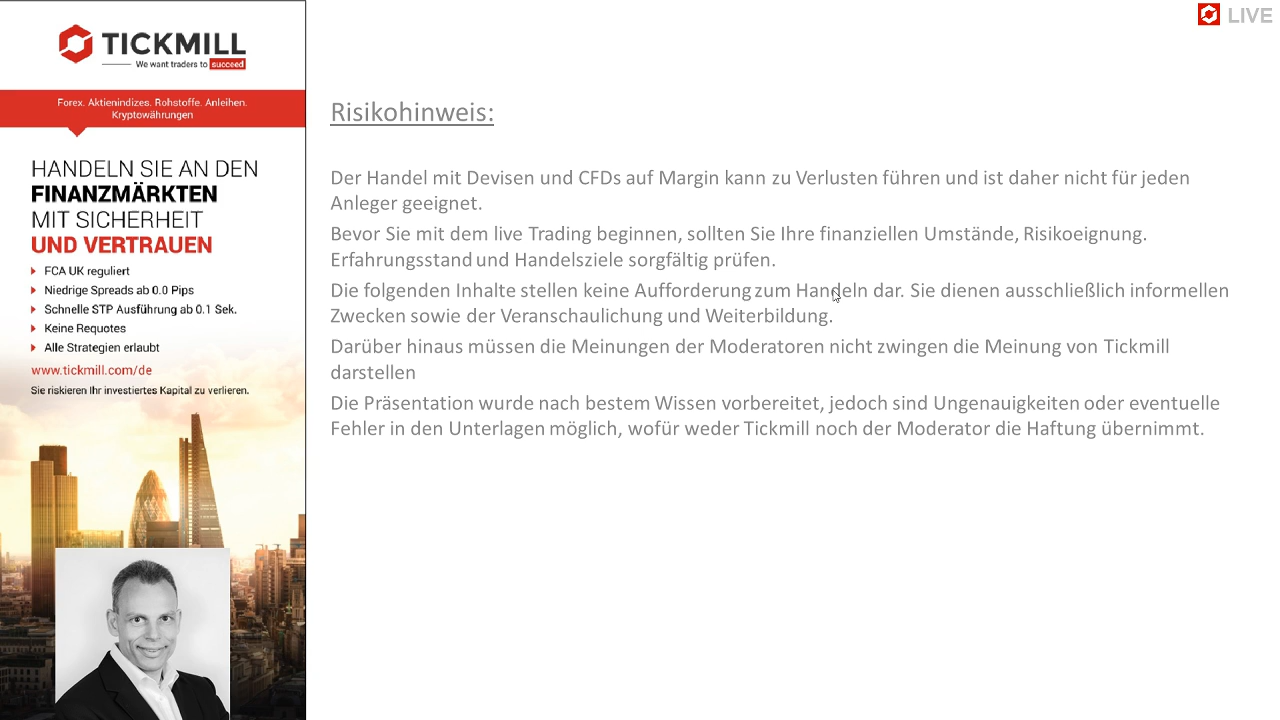 TICKMILL
We want traders to succeed
Forex. Aktienindizes. Rohstoffe. Anleihen.
Kryptowährungen
HANDELN SIE AN DEN
FINANZMÄRKTEN
MIT SICHERHEIT
UND VERTRAUEN
FCA UK reguliert
Niedrige Spreads ab 0.0 Pips
Schnelle STP Ausführung ab 0.1 Sek.
Keine Requotes
Alle Strategien erlaubt
www.tickmill.com/de
Sie riskieren Ihr investiertes Kapital zu verlieren.
LIVE
Risikohinweis:
Der Handel mit Devisen und CFDs auf Margin kann zu Verlusten führen und ist daher nicht für jeden
Anleger geeignet.
Bevor Sie mit dem live Trading beginnen, sollten Sie Ihre finanziellen Umstände, Risikoeignung.
Erfahrungsstand und Handelsziele sorgfältig prüfen.
Die folgenden Inhalte stellen keine Aufforderung zum Handeln dar. Sie dienen ausschließlich informellen
Zwecken sowie der Veranschaulichung und Weiterbildung.
Darüber hinaus müssen die Meinungen der Moderatoren nicht zwingen die Meinung von Tickmill
darstellen
Die Präsentation wurde nach bestem Wissen vorbereitet, jedoch sind Ungenauigkeiten oder eventuelle
Fehler in den Unterlagen möglich, wofür weder Tickmill noch der Moderator die Haftung übernimmt.